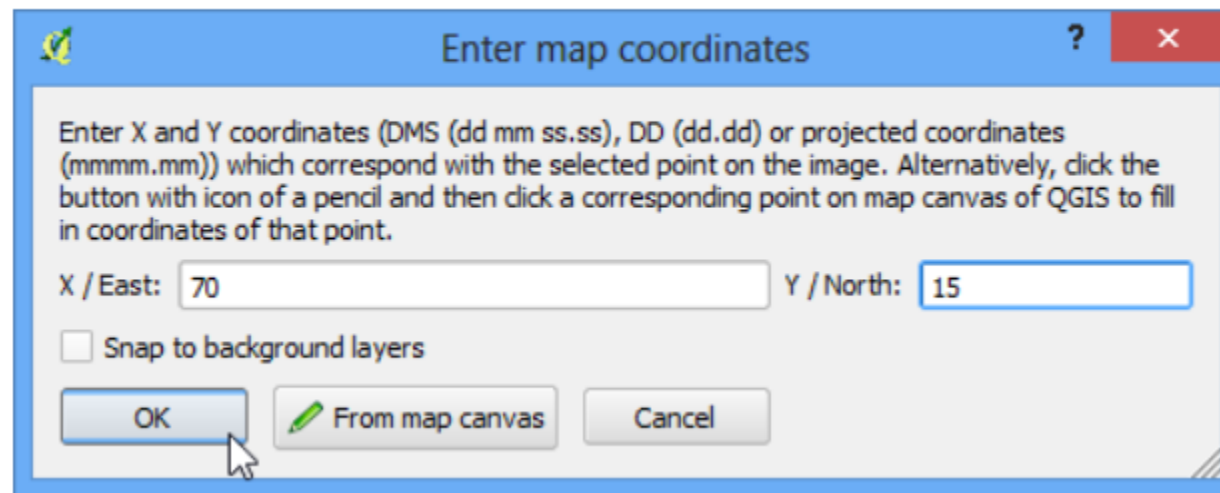 Enter map coordinates ? ×
Enter X and Y coordinates (DMS (dd mm ss.ss), DD (dd.dd) or projected coordinates
(mmmm.mm)) which correspond with the selected point on the image. Alternatively, click the
button with icon of a pencil and then click a corresponding point on map canvas of QGIS to fill
in coordinates of that point.
X / East: 70 Y / North: 15
Snap to background layers
OK From map canvas Cancel